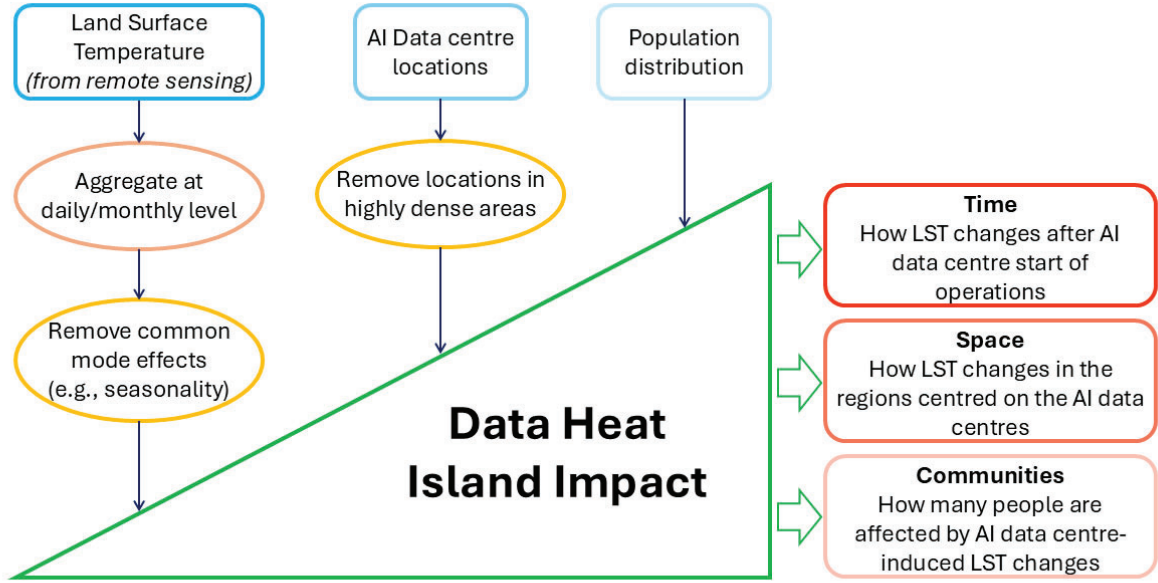 Land Surface
Temperature
(from remote sensing)
AI Data centre
locations
Population
distribution
Aggregate at
daily/monthly level
Remove locations in
highly dense areas
Remove common
mode effects
(e.g., seasonality)
Data Heat
Island Impact
Time
How LST changes after AI
data centre start of
operations
Space
How LST changes in the
regions centred on the AI data
centres
Communities
How many people are
affected by AI data centre-
induced LST changes